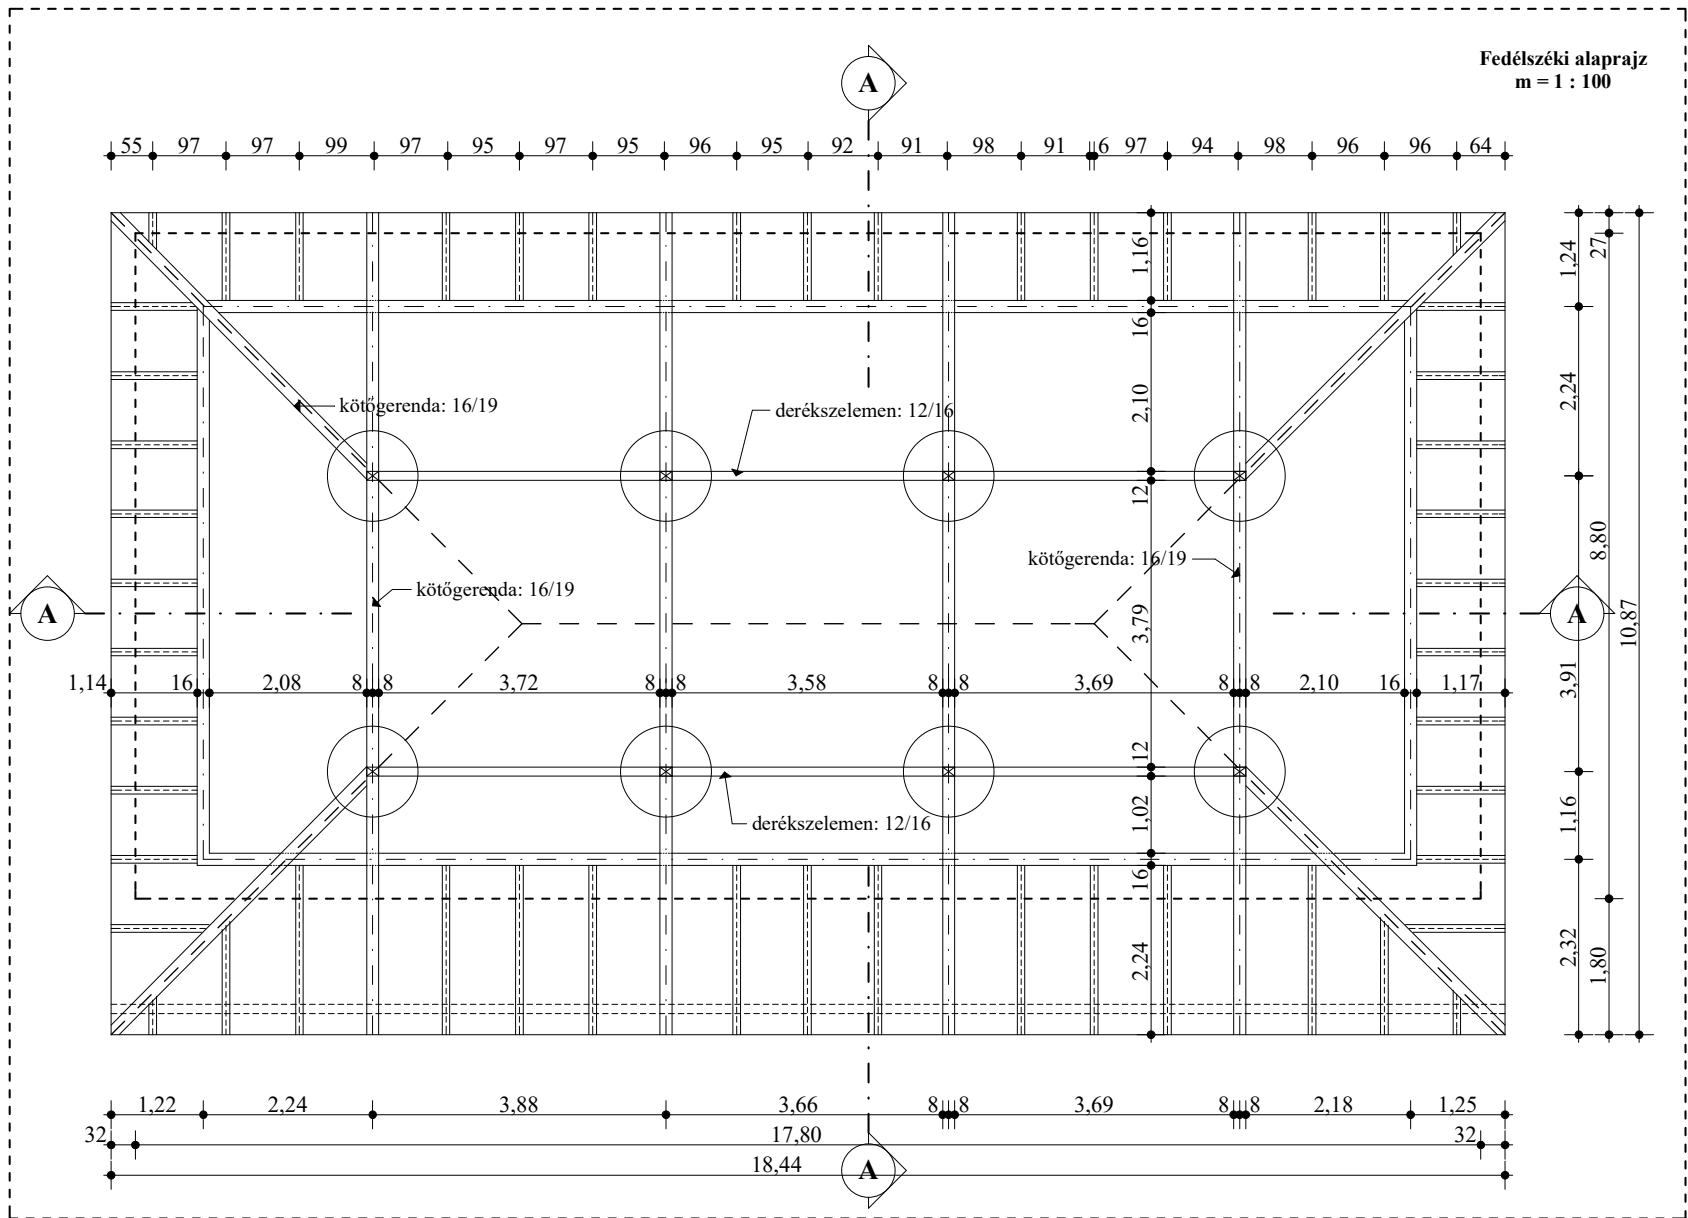 Fedélszéki alaprajz
m = 1 : 100
A
55 97 97 99 97 95 97 95 96 95 92 91 98 91 6 97 94 98 96 96 64
1,16
16
2,10
12
3,79
12
1,02
16
2,24
1,24
2,24
3,91
1,16
2,32
27
8,80
1,80
10,87
kötőgerenda: 16/19
derékszelemen: 12/16
kötőgerenda: 16/19
kötőgerenda: 16/19
A
A
1,14 16 2,08 8 8 3,72 8 8 3,58 8 8 3,69 8 8 2,10 16 1,17
derékszelemen: 12/16
1,22 2,24 3,88 3,66 8 8 3,69 8 8 2,18 1,25
32 17,80 32
18,44
A